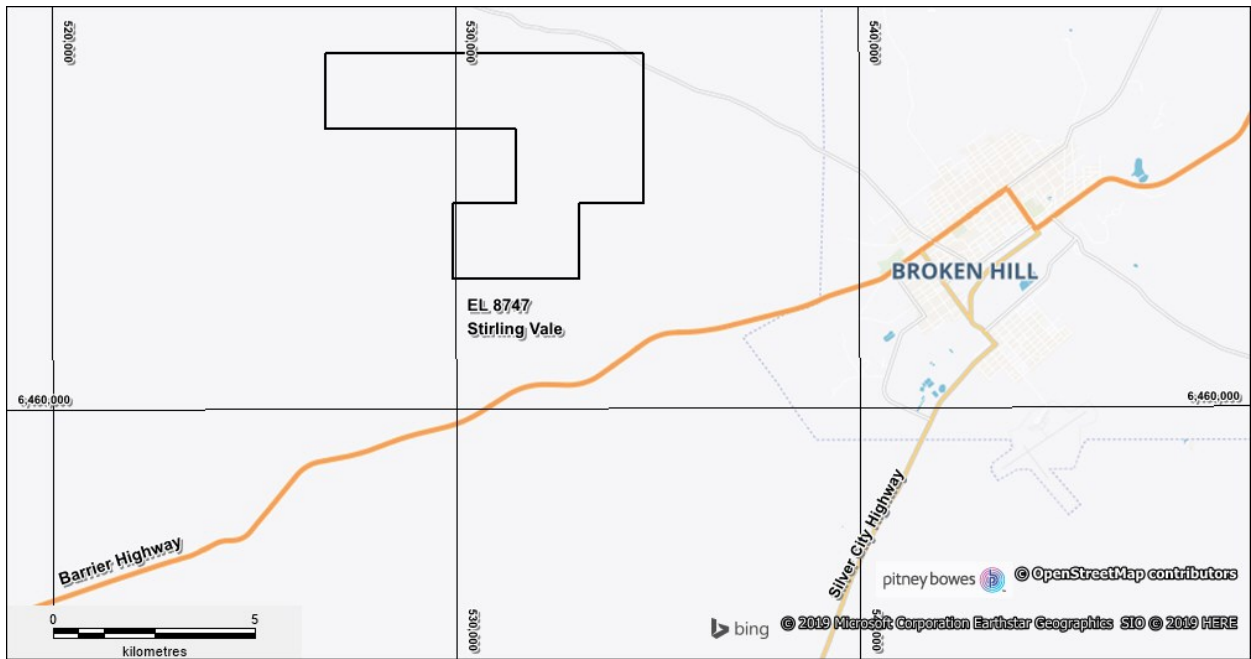 520,000
530,000
540,000
BROKEN HILL
EL 8747
Stirling Vale
6,460,000
6,460,000
Silver City Highway
Barrier Highway
pitney bowes
© OpenStreetMap contributors
0 5
kilometres
530,000
bing
© 2019 Microsoft Corporation Earthstar Geographics SIO © 2019 HERE